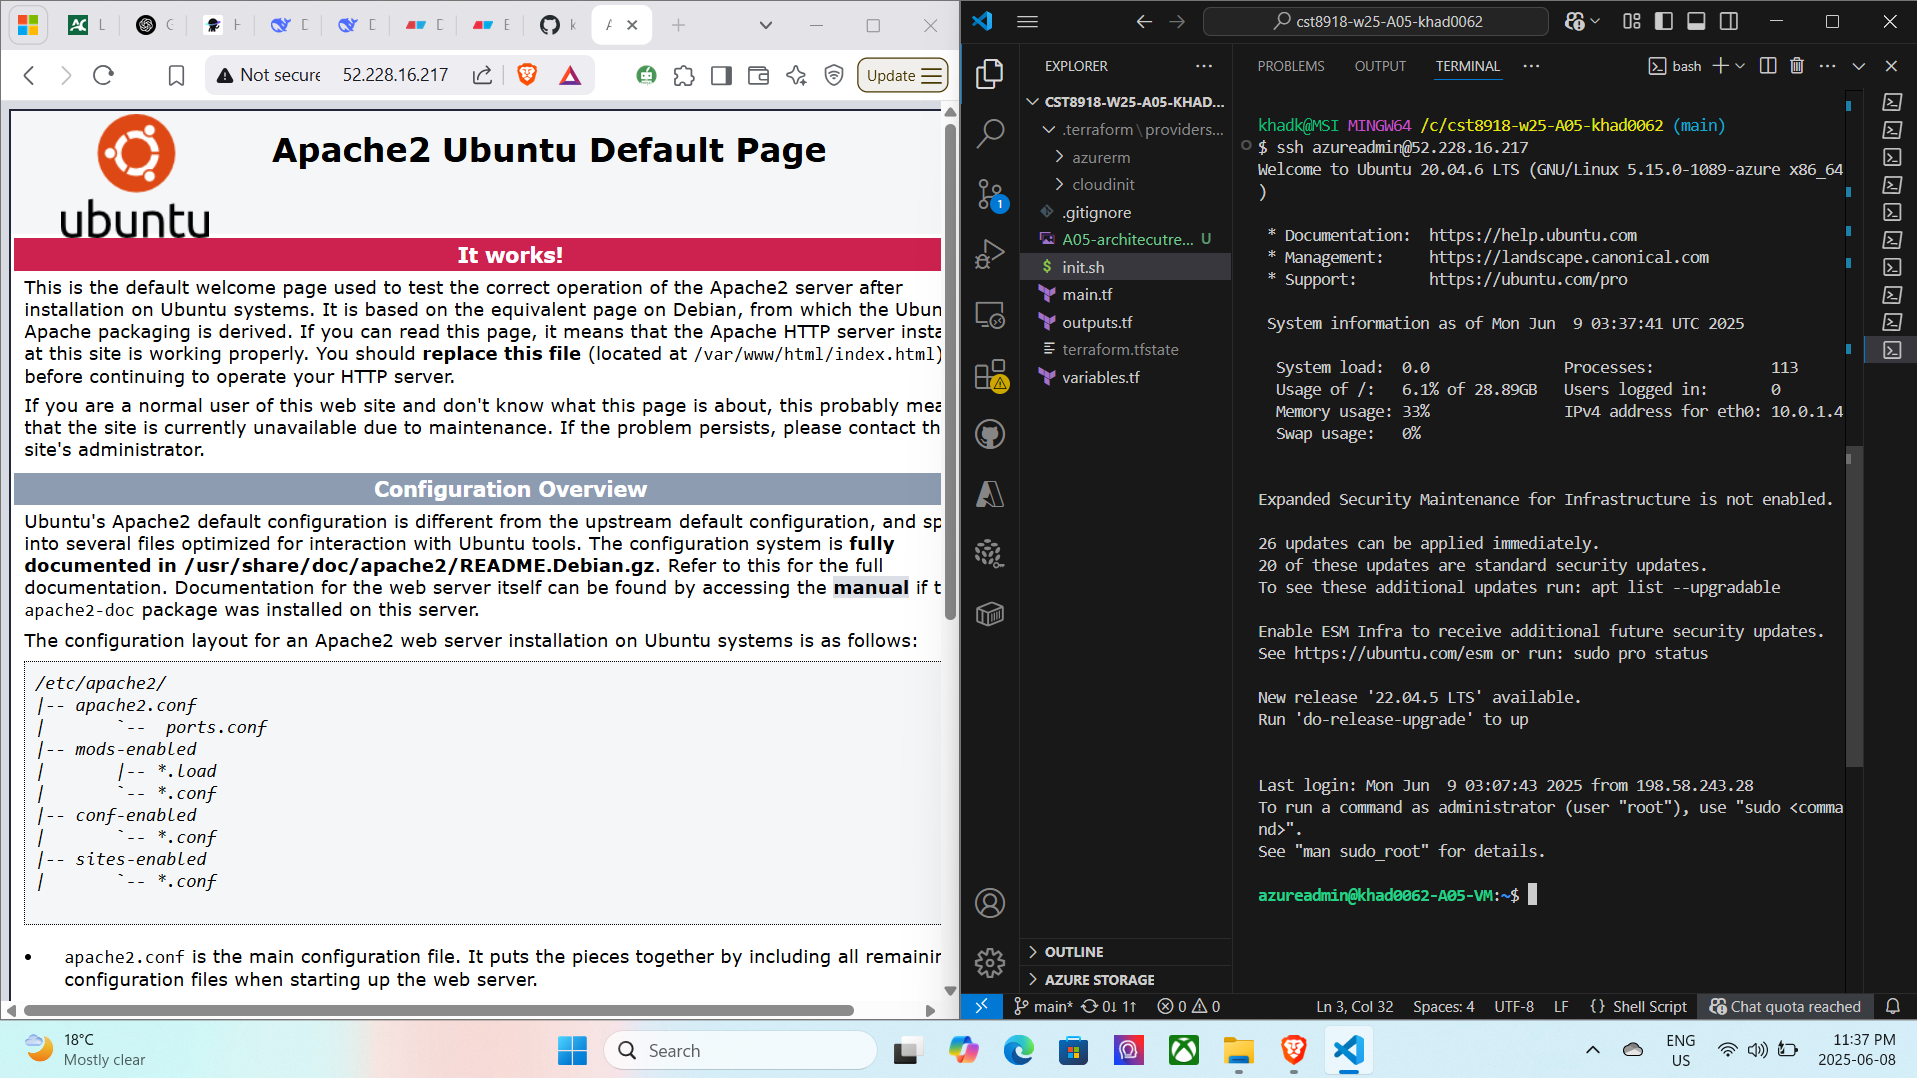 L
C
H
D
D
D
E
k
A
Not secure
52.228.16.217
Update
ubuntu
Apache2 Ubuntu Default Page
It works!
This is the default welcome page used to test the correct operation of the Apache2 server after
installation on Ubuntu systems. It is based on the equivalent page on Debian, from which the Ubun
Apache packaging is derived. If you can read this page, it means that the Apache HTTP server insta
at this site is working properly. You should replace this file (located at /var/www/html/index.html)
before continuing to operate your HTTP server.
If you are a normal user of this web site and don't know what this page is about, this probably mea
that the site is currently unavailable due to maintenance. If the problem persists, please contact th
site's administrator.
Configuration Overview
Ubuntu's Apache2 default configuration is different from the upstream default configuration, and sp
into several files optimized for interaction with Ubuntu tools. The configuration system is fully
documented in /usr/share/doc/apache2/README.Debian.gz. Refer to this for the full
documentation. Documentation for the web server itself can be found by accessing the manual if t
apache2-doc package was installed on this server.
The configuration layout for an Apache2 web server installation on Ubuntu systems is as follows:
/etc/apache2/
|-- apache2.conf
|       `--  ports.conf
|-- mods-enabled
|       |-- *.load
|       `-- *.conf
|-- conf-enabled
|       `-- *.conf
|-- sites-enabled
|       `-- *.conf
• apache2.conf is the main configuration file. It puts the pieces together by including all remainin
configuration files when starting up the web server.
cst8918-w25-A05-khad0062
EXPLORER
CST8918-W25-A05-KHAD...
.terraform\providers...
azurerm
cloudinit
.gitignore
A05-architecutre... U
init.sh
main.tf
outputs.tf
terraform.tfstate
variables.tf
OUTLINE
AZURE STORAGE
1
PROBLEMS OUTPUT TERMINAL ...
bash
khadk@MSI MINGW64 /c/cst8918-w25-A05-khad0062 (main)
$ ssh azureadmin@52.228.16.217
Welcome to Ubuntu 20.04.6 LTS (GNU/Linux 5.15.0-1089-azure x86_64
)
* Documentation:  https://help.ubuntu.com
* Management:     https://landscape.canonical.com
* Support:        https://ubuntu.com/pro
System information as of Mon Jun  9 03:37:41 UTC 2025
System load:  0.0               Processes:             113
Usage of /:   6.1% of 28.89GB   Users logged in:       0
Memory usage: 33%               IPv4 address for eth0: 10.0.1.4
Swap usage:   0%
Expanded Security Maintenance for Infrastructure is not enabled.
26 updates can be applied immediately.
20 of these updates are standard security updates.
To see these additional updates run: apt list --upgradable
Enable ESM Infra to receive additional future security updates.
See https://ubuntu.com/esm or run: sudo pro status
New release '22.04.5 LTS' available.
Run 'do-release-upgrade' to up
Last login: Mon Jun  9 03:07:43 2025 from 198.58.243.28
To run a command as administrator (user "root"), use "sudo <comma
nd>".
See "man sudo_root" for details.
azureadmin@khad0062-A05-VM:~$
main* 0↓ 1↑ 0 0 Ln 3, Col 32 Spaces: 4 UTF-8 LF {} Shell Script Chat quota reached
18°C
Mostly clear
Search
ENG
US
11:37 PM
2025-06-08